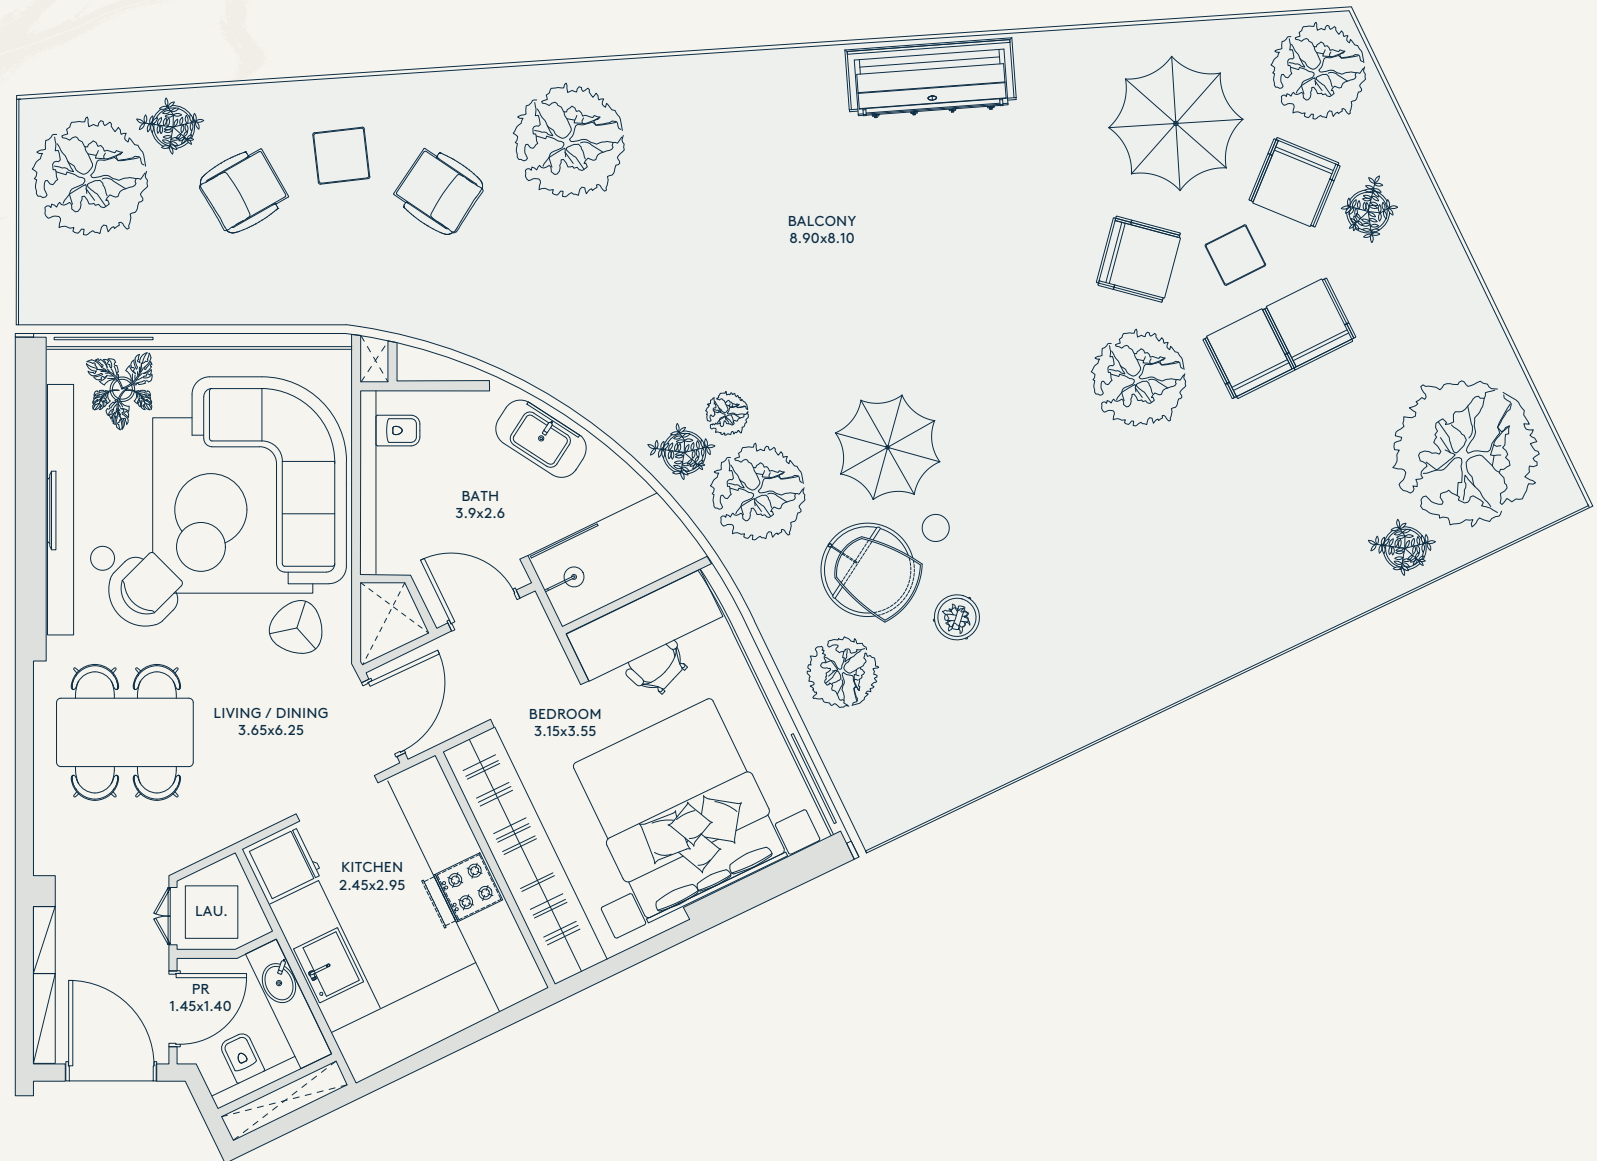 BALCONY
8.90x8.10
BATH
3.9x2.6
LIVING / DINING
3.65x6.25
BEDROOM
3.15x3.55
KITCHEN
2.45x2.95
LAU.
PR
1.45x1.40